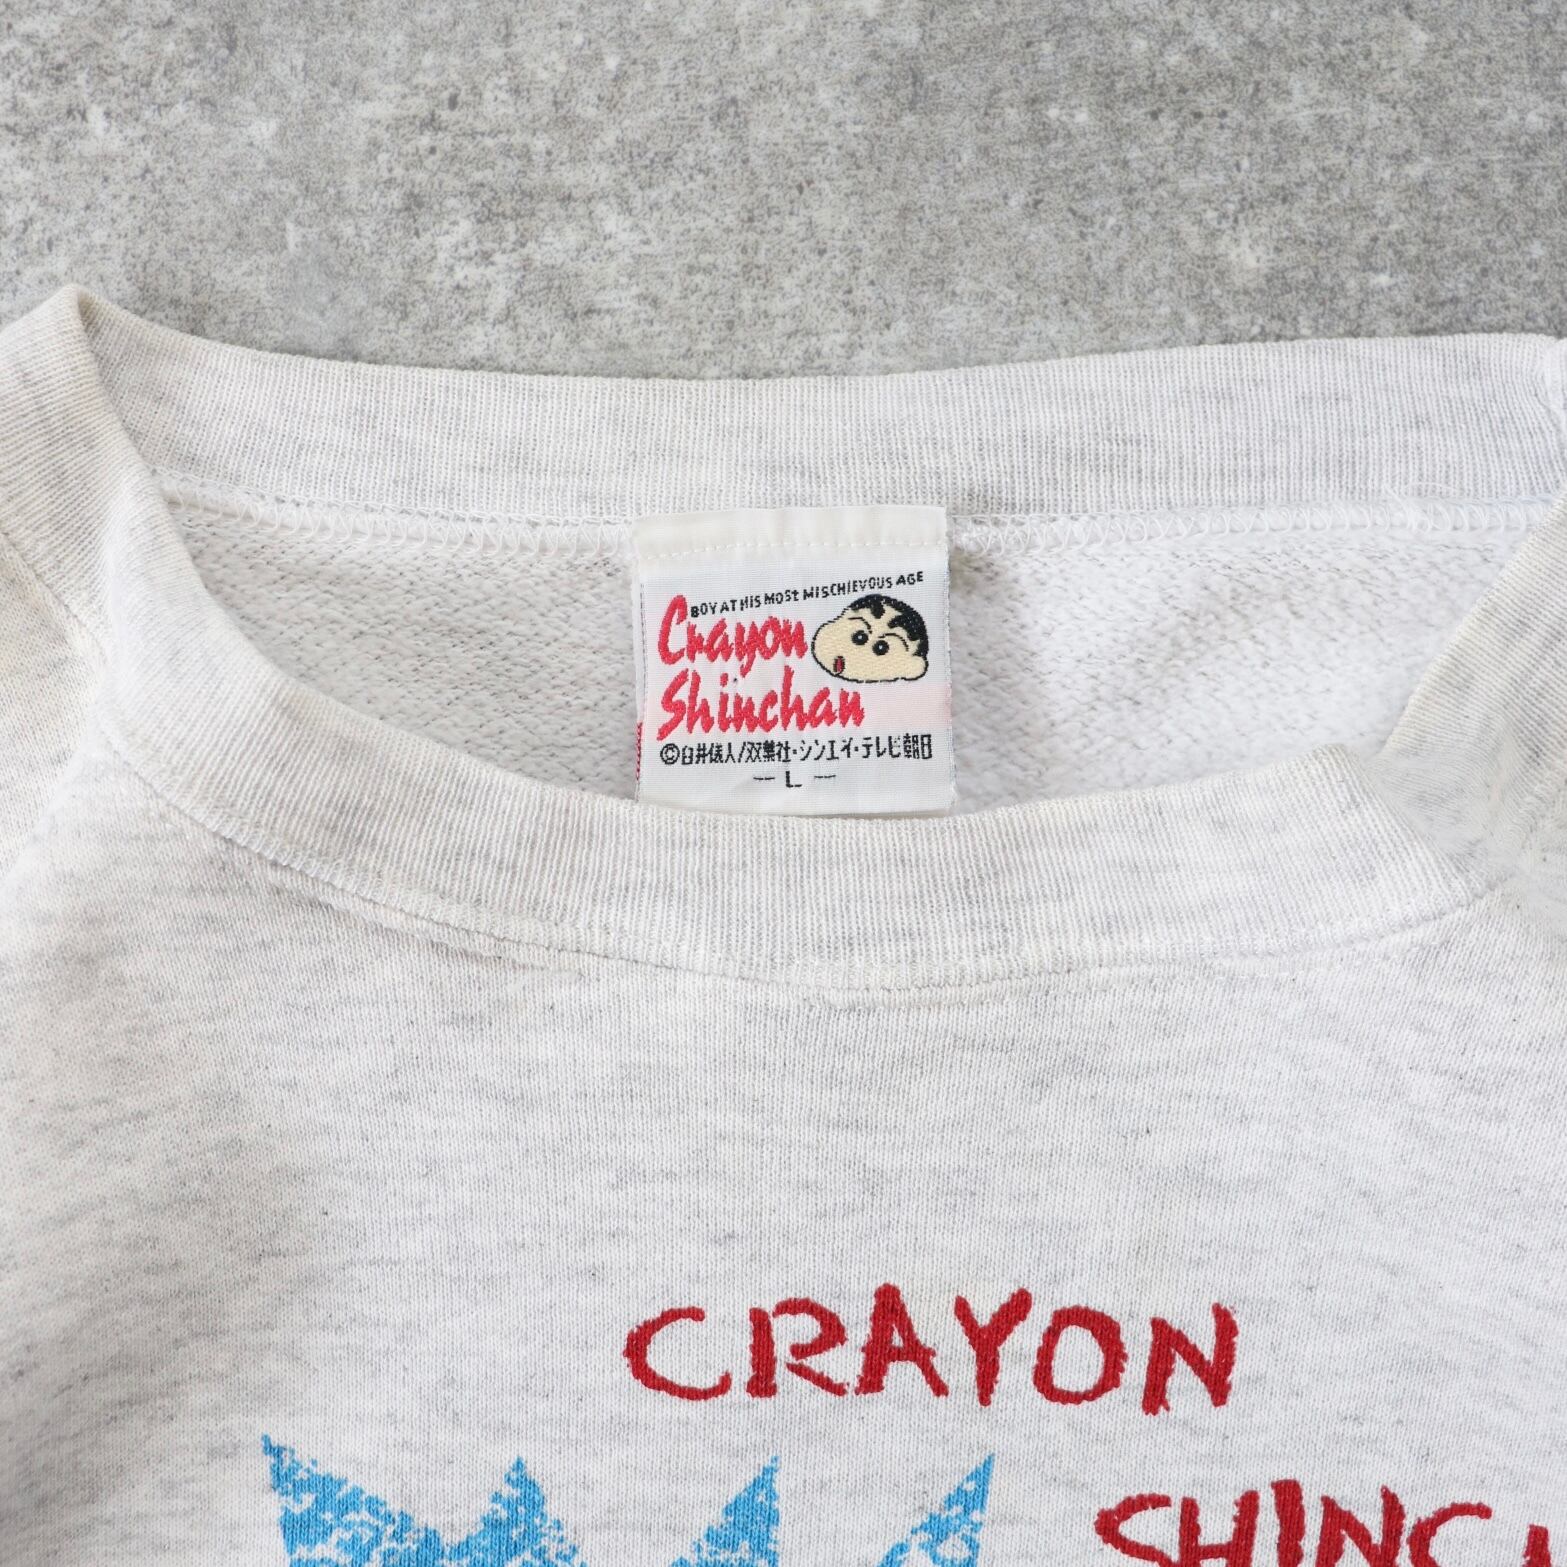 BOY AT HIS MOST MISCHIEVOUS AGE
Crayon
Shinchan
©臼井儀人/双葉社・シンエイ・テレビ朝日
— L —
CRAYON
SHINC